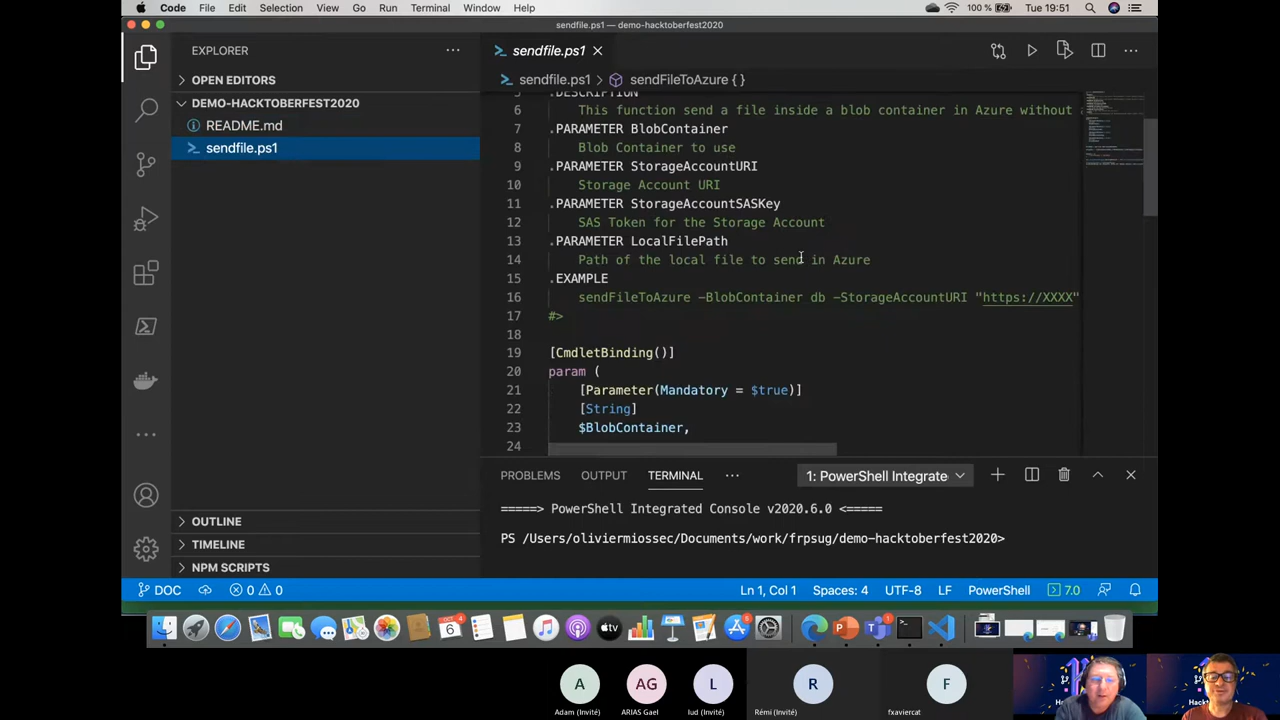 Code File Edit Selection View Go Run Terminal Window Help 100 % Tue 19:51
sendfile.ps1 — demo-hacktoberfest2020
EXPLORER
OPEN EDITORS
DEMO-HACKTOBERFEST2020
README.md
sendfile.ps1
OUTLINE
TIMELINE
NPM SCRIPTS
sendfile.ps1
sendfile.ps1 > sendFileToAzure { }
5 .DESCRIPTION
6 This function send a file inside a blob container in Azure without
7 .PARAMETER BlobContainer
8 Blob Container to use
9 .PARAMETER StorageAccountURI
10 Storage Account URI
11 .PARAMETER StorageAccountSASKey
12 SAS Token for the Storage Account
13 .PARAMETER LocalFilePath
14 Path of the local file to send in Azure
15 .EXAMPLE
16 sendFileToAzure -BlobContainer db -StorageAccountURI "https://XXXX"
17 #>
18
19 [CmdletBinding()]
20 param (
21 [Parameter(Mandatory = $true)]
22 [String]
23 $BlobContainer,
24
PROBLEMS OUTPUT TERMINAL ... 1: PowerShell Integrate
=====> PowerShell Integrated Console v2020.6.0 <=====
PS /Users/oliviermiossec/Documents/work/frpsug/demo-hacktoberfest2020>
DOC 0 0 Ln 1, Col 1 Spaces: 4 UTF-8 LF PowerShell 7.0
OCT
6
tv
A AG L R F
Adam (Invité) ARIAS Gael lud (Invité) Rémi (Invité) fxaviercat